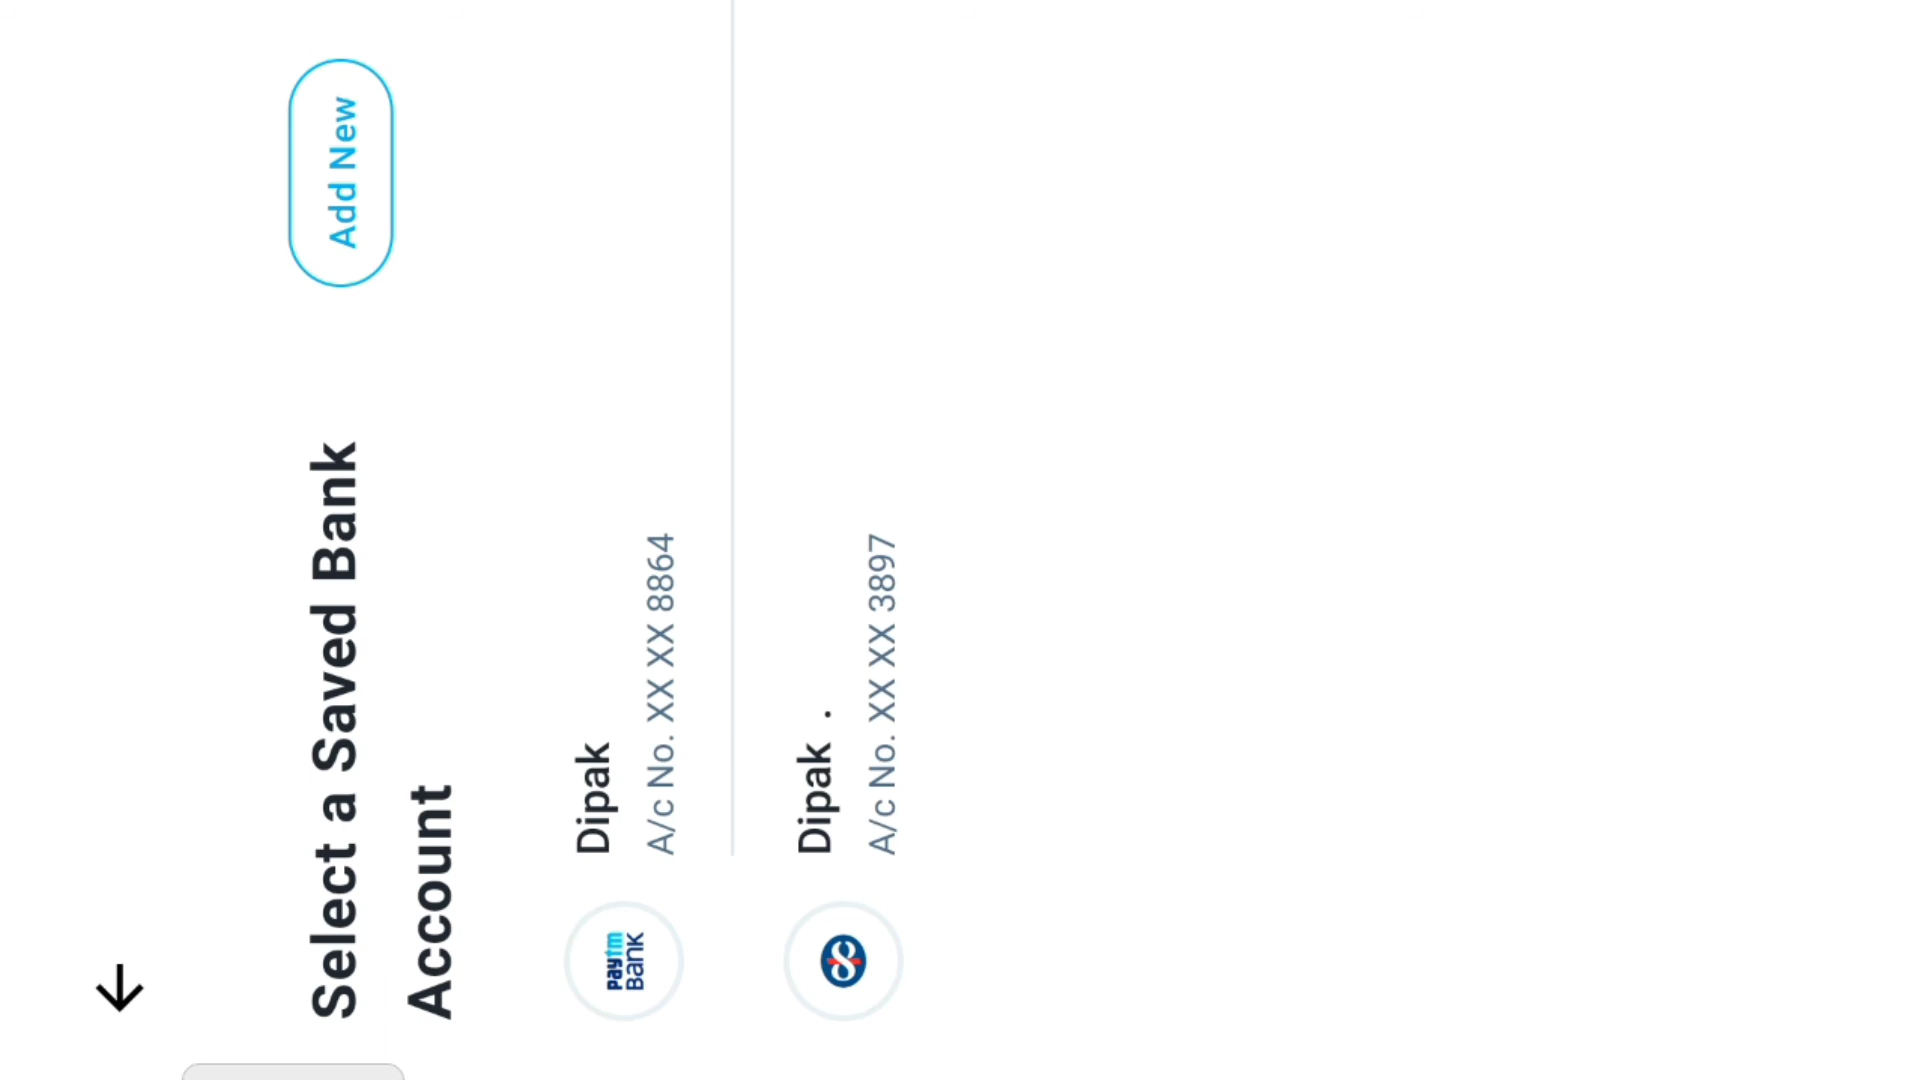 Select a Saved Bank
Account
Add New
paytm
Bank
Dipak
A/c No. XX XX 8864
Dipak .
A/c No. XX XX 3897